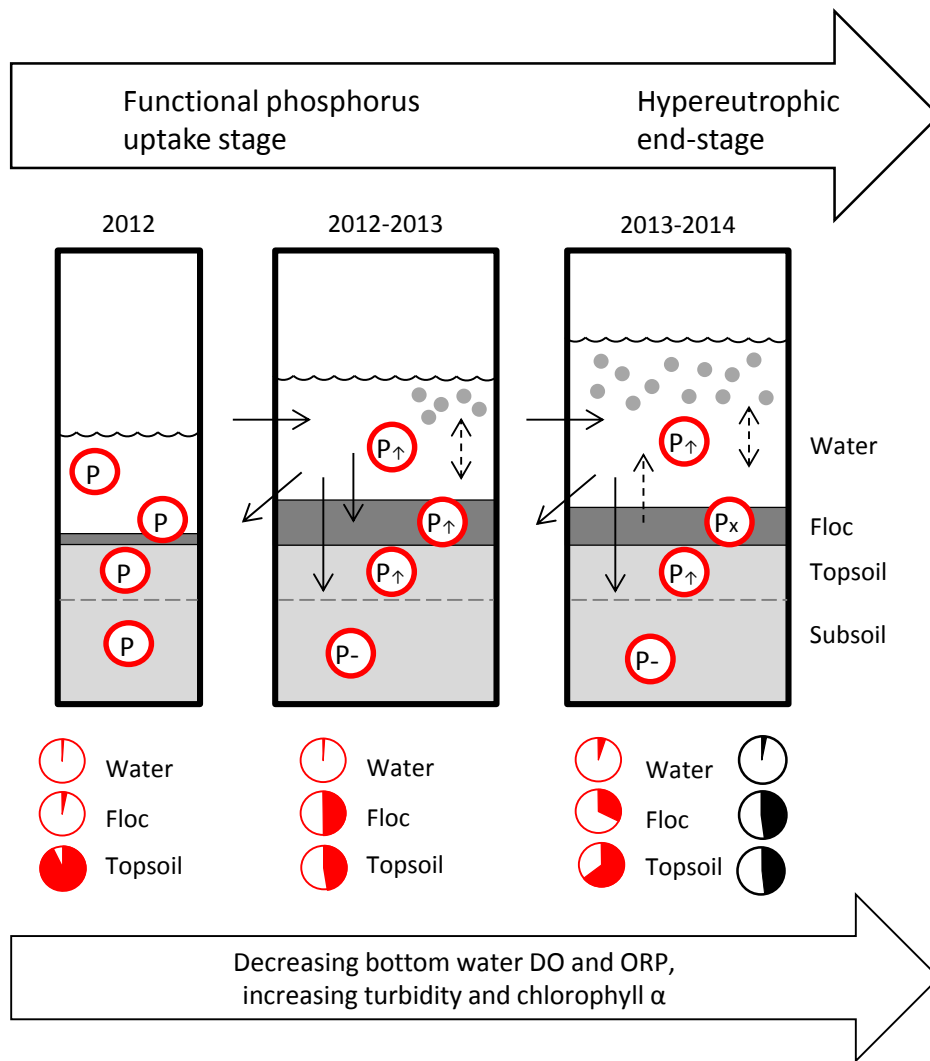 Functional phosphorus
uptake stage
Hypereutrophic
end-stage
2012
2012-2013
2013-2014
P
P
P
P
P↑
P↑
P↑
P-
P↑
Px
P↑
P-
Water
Floc
Topsoil
Subsoil
Water
Floc
Topsoil
Water
Floc
Topsoil
Water
Floc
Topsoil
Decreasing bottom water DO and ORP,
increasing turbidity and chlorophyll α